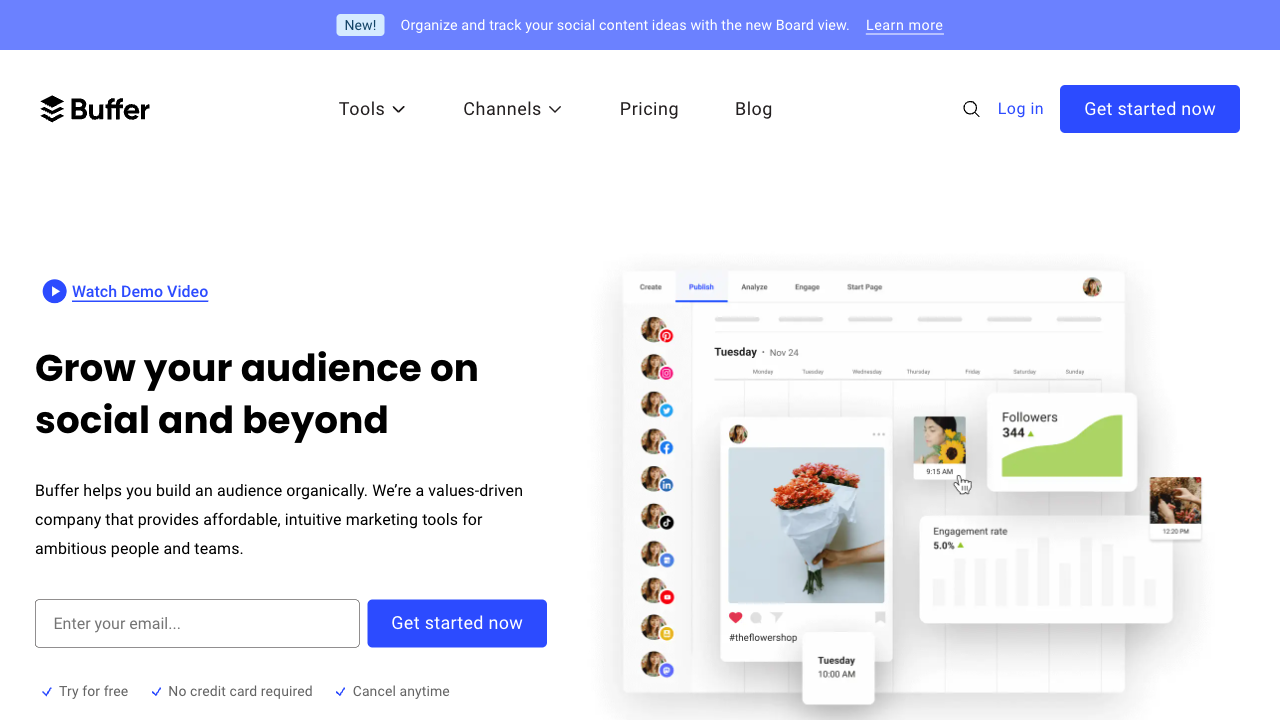 New! Organize and track your social content ideas with the new Board view. Learn more
Buffer Tools Channels Pricing Blog Log in Get started now
Watch Demo Video
Grow your audience on
social and beyond
Buffer helps you build an audience organically. We’re a values-driven
company that provides affordable, intuitive marketing tools for
ambitious people and teams.
Enter your email... Get started now
Try for free No credit card required Cancel anytime
Create Publish Analyze Engage Start Page
Tuesday · Nov 24
Monday Tuesday Wednesday Thursday Friday Saturday Sunday
Followers
344
9:15 AM
Engagement rate
5.0%
12:20 PM
#theflowershop
Tuesday
10:00 AM